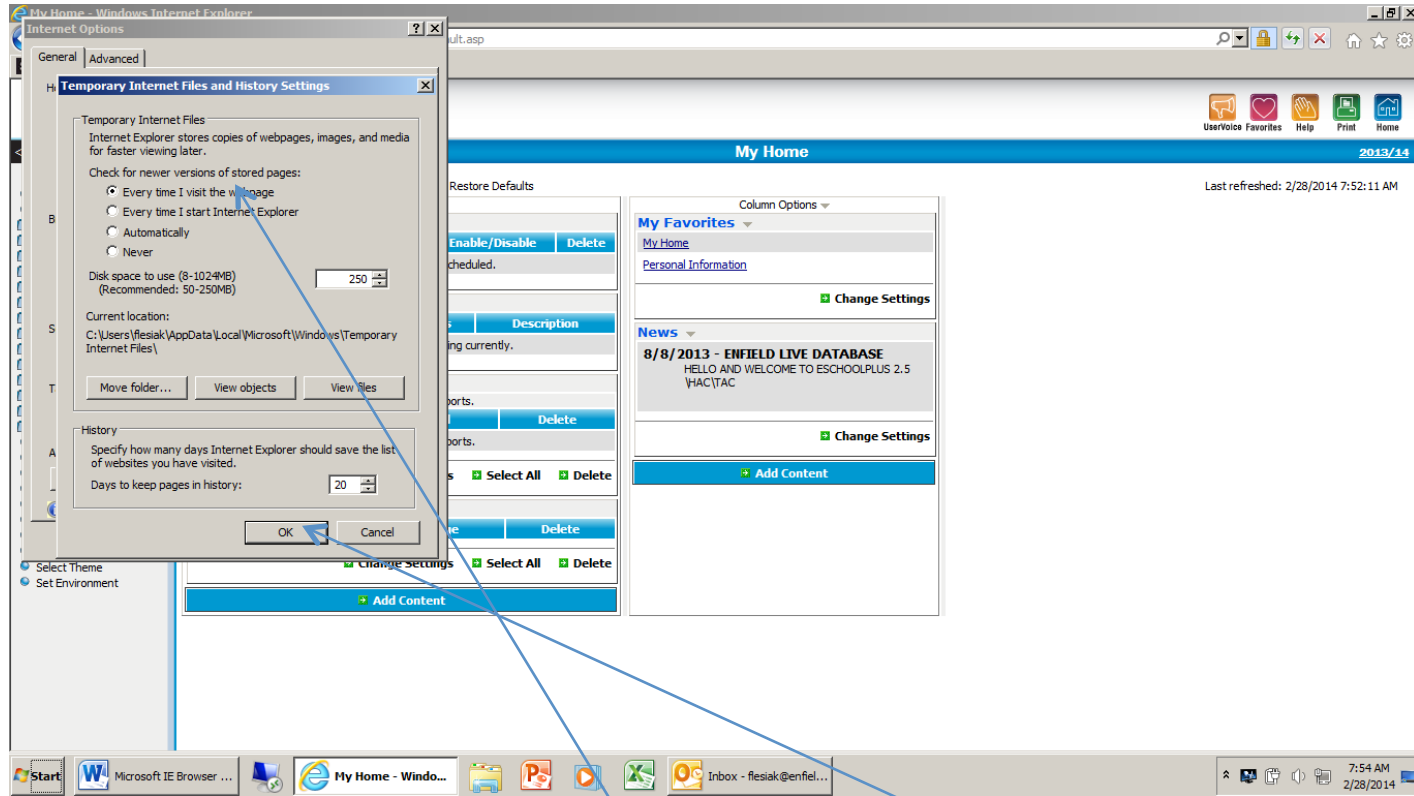 My Home - Windows Internet Explorer
Internet Options
ult.asp
General
Advanced
Temporary Internet Files and History Settings
Temporary Internet Files
Internet Explorer stores copies of webpages, images, and media
for faster viewing later.
Check for newer versions of stored pages:
Every time I visit the webpage
Every time I start Internet Explorer
Automatically
Never
Disk space to use (8-1024MB)
(Recommended: 50-250MB)
250
Current location:
C:\Users\flesiak\AppData\Local\Microsoft\Windows\Temporary
Internet Files\
Move folder...
View objects
View files
History
Specify how many days Internet Explorer should save the list
of websites you have visited.
Days to keep pages in history:
20
OK
Cancel
H
B
S
T
A
Select Theme
Set Environment
UserVoice
Favorites
Help
Print
Home
My Home
2013/14
Restore Defaults
Last refreshed: 2/28/2014 7:52:11 AM
Enable/Disable
Delete
cheduled.
s
Description
ing currently.
ports.
l
Delete
ports.
s
Select All
Delete
ge
Delete
Change Settings
Select All
Delete
Add Content
Column Options
My Favorites
My Home
Personal Information
Change Settings
News
8/8/2013 - ENFIELD LIVE DATABASE
HELLO AND WELCOME TO ESCHOOLPLUS 2.5
\HAC\TAC
Change Settings
Add Content
Start
Microsoft IE Browser ...
My Home - Windo...
Inbox - flesiak@enfiel...
7:54 AM
2/28/2014